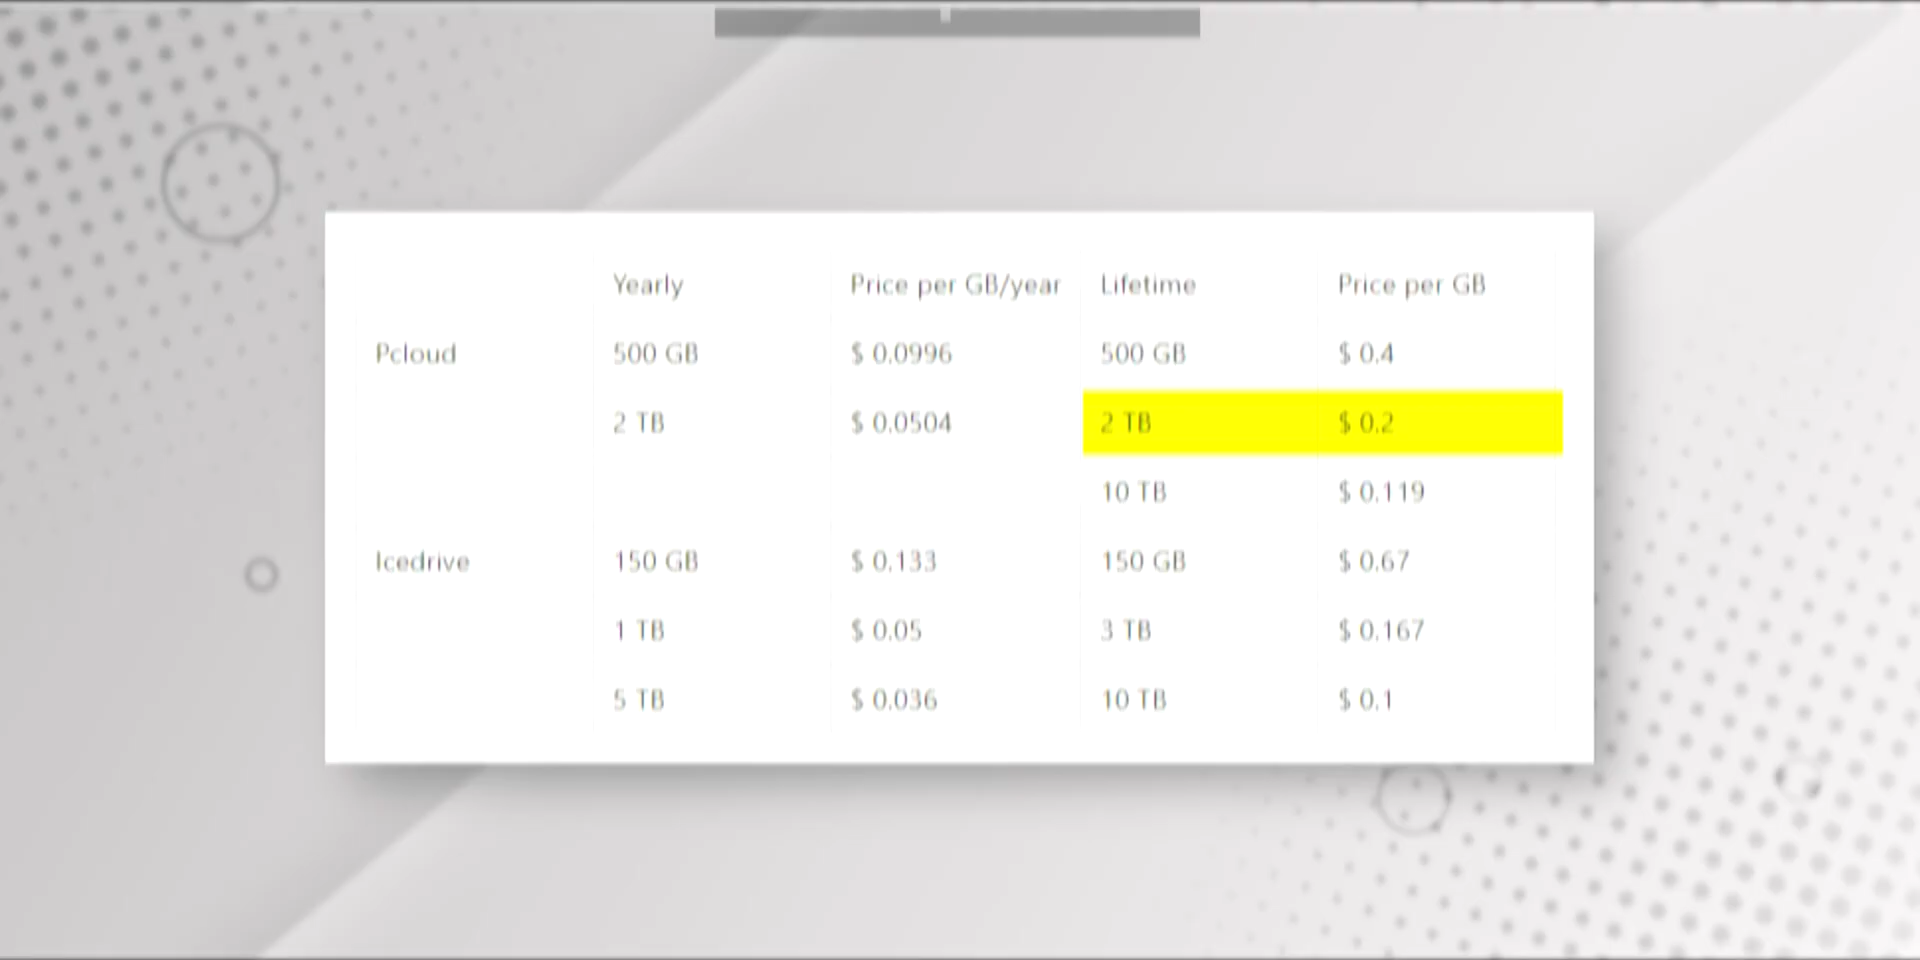 Yearly Price per GB/year Lifetime Price per GB
Pcloud 500 GB $ 0.0996 500 GB $ 0.4
2 TB $ 0.0504 2 TB $ 0.2
10 TB $ 0.119
Icedrive 150 GB $ 0.133 150 GB $ 0.67
1 TB $ 0.05 3 TB $ 0.167
5 TB $ 0.036 10 TB $ 0.1